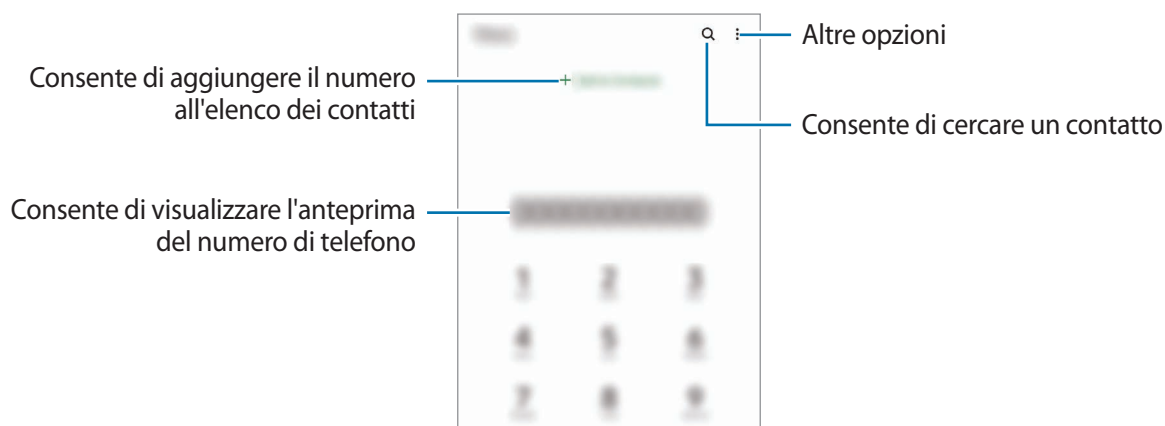 Altre opzioni
Consente di aggiungere il numero
all'elenco dei contatti
Consente di cercare un contatto
Consente di visualizzare l'anteprima
del numero di telefono
1 2 3
4 5 6
7 8 9